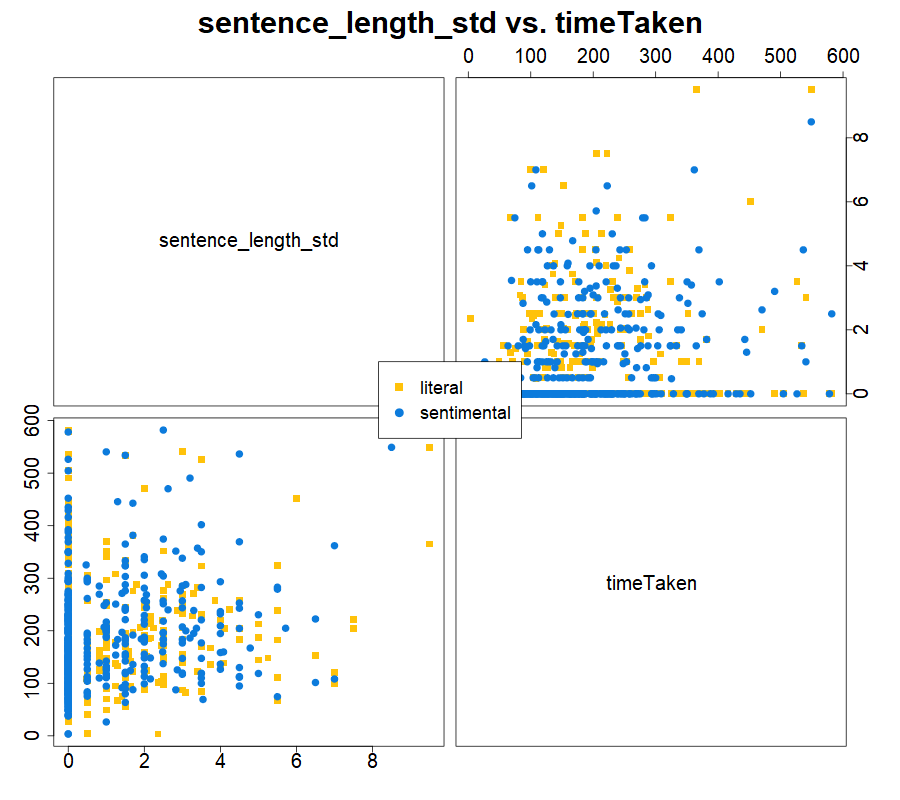 sentence_length_std vs. timeTaken
0 100 200 300 400 600
sentence_length_std
8
6
4
2
0
literal
sentimental
600
500
400
300
200
100
0
timeTaken
0 2 4 6 8